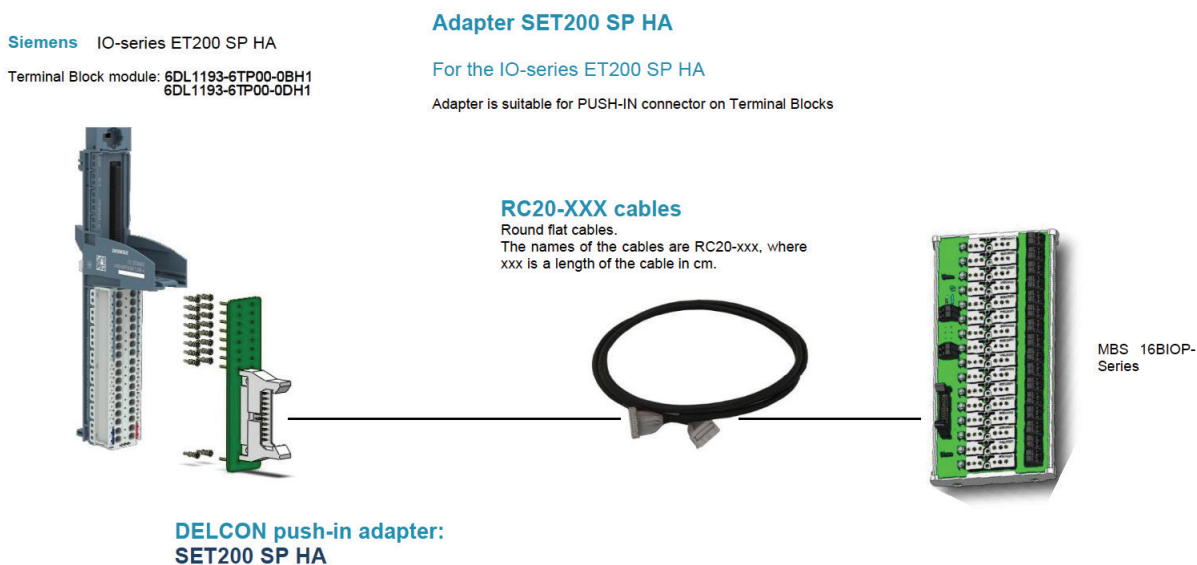 Adapter SET200 SP HA
Siemens IO-series ET200 SP HA
For the IO-series ET200 SP HA
Terminal Block module: 6DL1193-6TP00-0BH1
6DL1193-6TP00-0DH1
Adapter is suitable for PUSH-IN connector on Terminal Blocks
RC20-XXX cables
Round flat cables.
The names of the cables are RC20-xxx, where
xxx is a length of the cable in cm.
MBS 16BIOP-
Series
DELCON push-in adapter:
SET200 SP HA